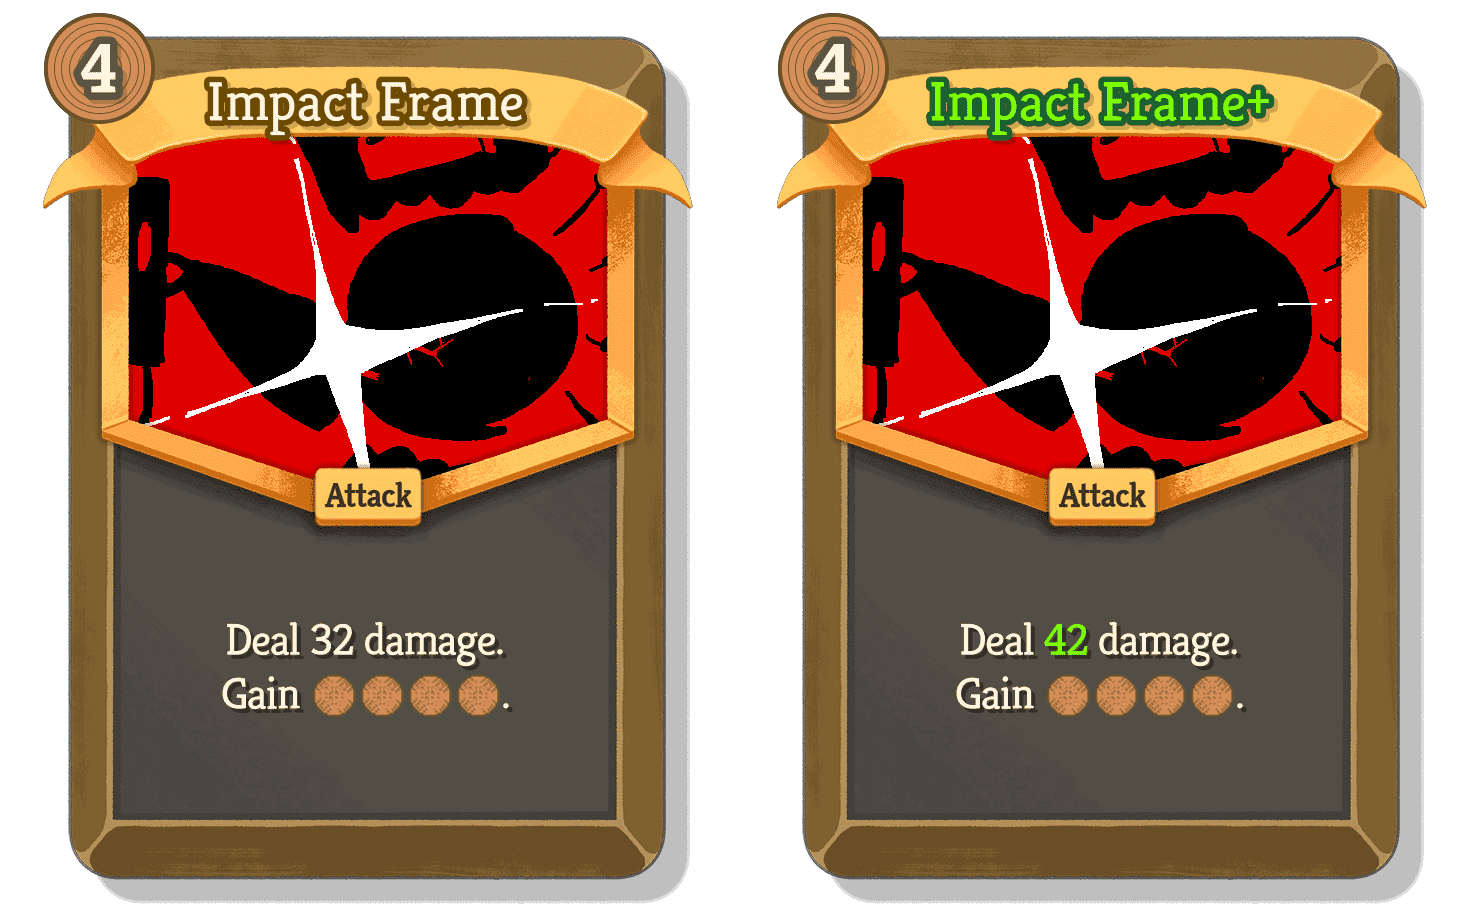 4
Impact Frame
Attack
Deal 32 damage.
Gain .
4
Impact Frame+
Attack
Deal 42 damage.
Gain .